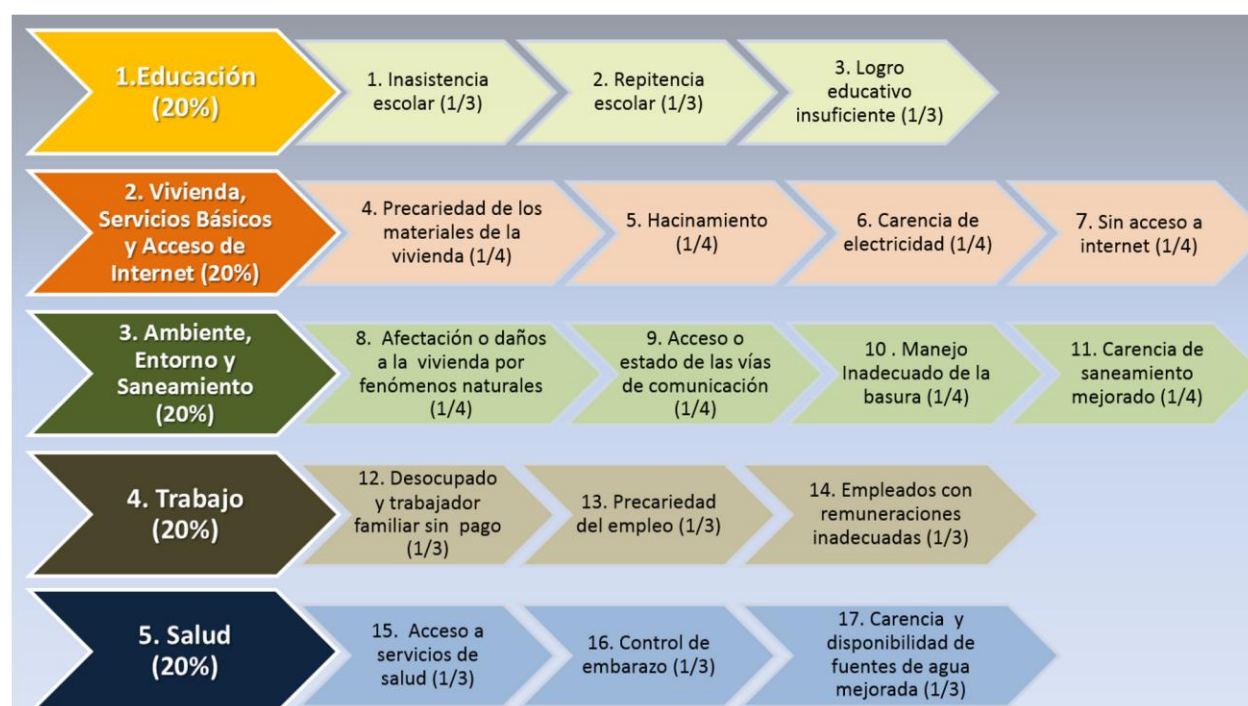 1.Educación
(20%)
1. Inasistencia
escolar (1/3)
2. Repitencia
escolar (1/3)
3. Logro
educativo
insuficiente (1/3)
2. Vivienda,
Servicios Básicos
y Acceso de
Internet (20%)
4. Precariedad de los
materiales de la
vivienda (1/4)
5. Hacinamiento
(1/4)
6. Carencia de
electricidad (1/4)
7. Sin acceso a
internet (1/4)
3. Ambiente,
Entorno y
Saneamiento
(20%)
8. Afectación o daños
a la vivienda por
fenómenos naturales
(1/4)
9. Acceso o
estado de las vías
de comunicación
(1/4)
10 . Manejo
Inadecuado de la
basura (1/4)
11. Carencia de
saneamiento
mejorado (1/4)
4. Trabajo
(20%)
12. Desocupado
y trabajador
familiar sin pago
(1/3)
13. Precariedad
del empleo (1/3)
14. Empleados con
remuneraciones
inadecuadas (1/3)
5. Salud
(20%)
15. Acceso a
servicios de
salud (1/3)
16. Control de
embarazo (1/3)
17. Carencia y
disponibilidad de
fuentes de agua
mejorada (1/3)